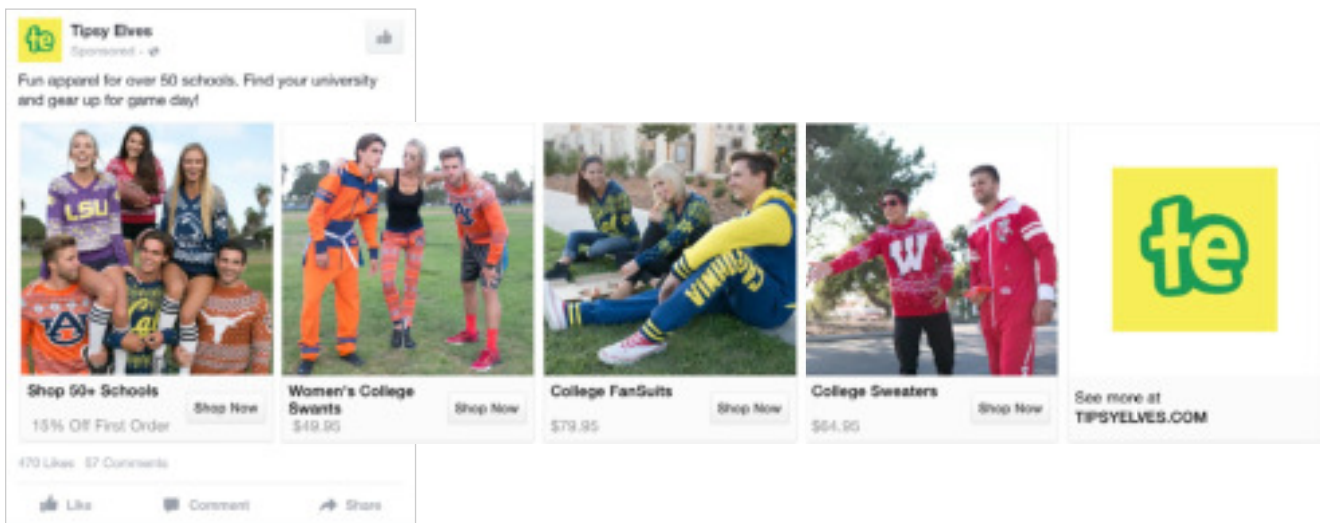 te
Tipsy Elves
Sponsored ·
Fun apparel for over 50 schools. Find your university
and gear up for game day!
LSU
AU
Cal
CALIFORNIA
W
te
Shop 50+ Schools
Shop Now
15% Off First Order
Women's College
Swants
Shop Now
$49.95
College FanSuits
Shop Now
$79.95
College Sweaters
Shop Now
$64.95
See more at
TIPSYELVES.COM
470 Likes 57 Comments
Like Comment Share